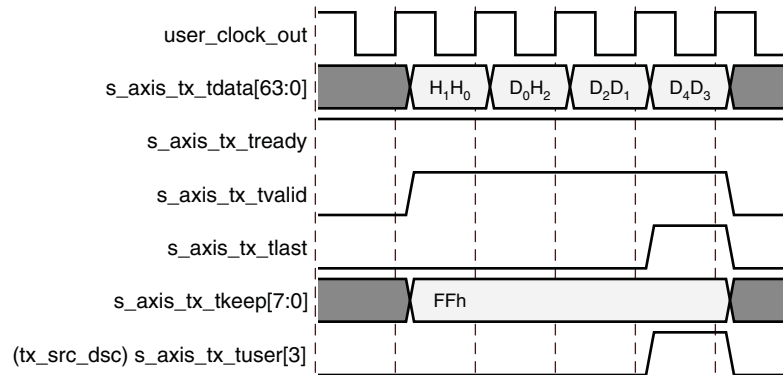 user_clock_out
s_axis_tx_tdata[63:0] H₁H₀ D₀H₂ D₂D₁ D₄D₃
s_axis_tx_tready
s_axis_tx_tvalid
s_axis_tx_tlast
s_axis_tx_tkeep[7:0] FFh
(tx_src_dsc) s_axis_tx_tuser[3]